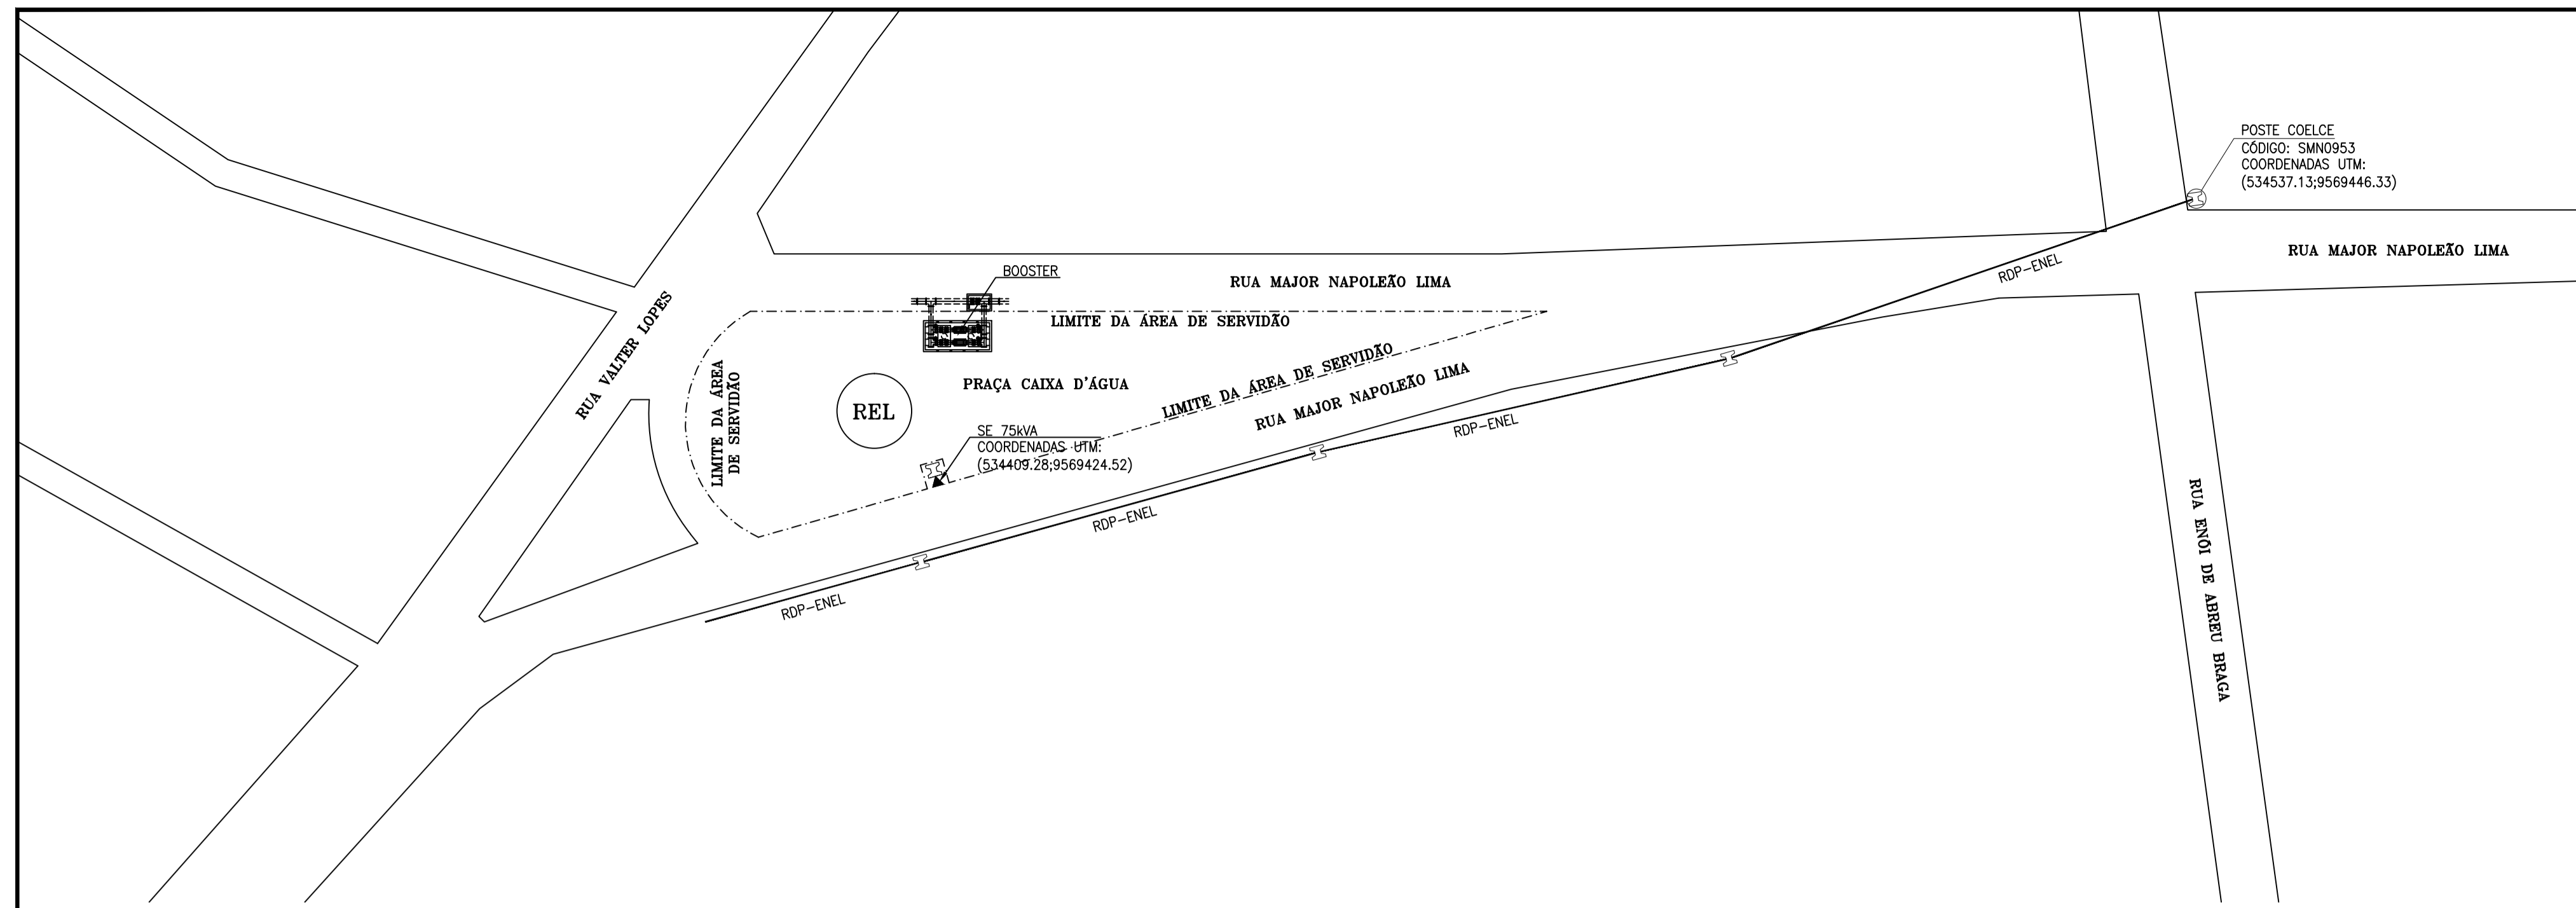 POSTE COELCE
CÓDIGO: SMN0953
COORDENADAS UTM:
(534537.13;9569446.33)
RUA MAJOR NAPOLEÃO LIMA
RDP-ENEL
BOOSTER
RUA MAJOR NAPOLEÃO LIMA
LIMITE DA ÁREA DE SERVIDÃO
RUA VALTER LOPES
LIMITE DA ÁREA
DE SERVIDÃO
PRAÇA CAIXA D'ÁGUA
REL
LIMITE DA ÁREA DE SERVIDÃO
RUA MAJOR NAPOLEÃO LIMA
SE 75kVA
COORDENADAS UTM:
(534409.28;9569424.52)
RDP-ENEL
RDP-ENEL
RDP-ENEL
RUA ENÓI DE ABREU BRAGA